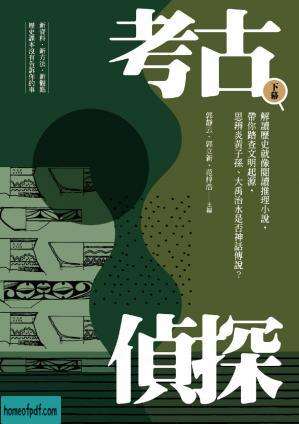 考古
下冊
偵探
解讀歷史就像閱讀推理小說，
帶你踏查文明起源，
思辨炎黃子孫、大禹治水是否神話傳說？
郭靜云、郭立新、范梓浩──主編
新資料‧新方法‧新觀點
歷史課本沒有告訴你的事
homeofpdf.com